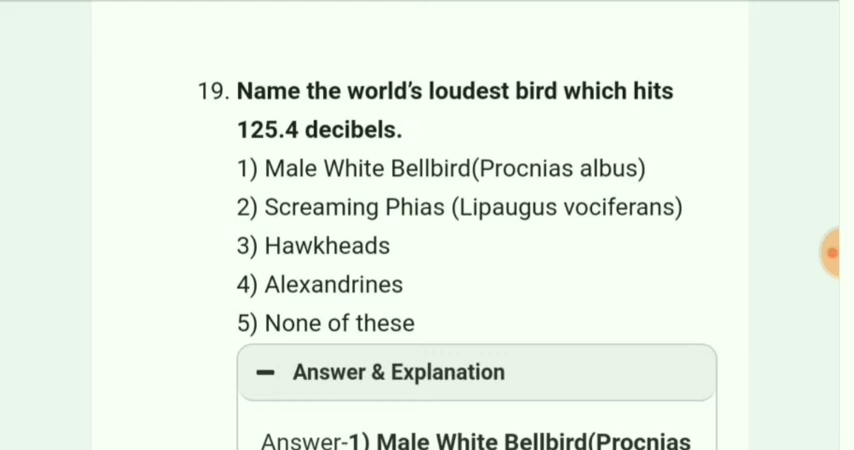 19. Name the world's loudest bird which hits
125.4 decibels.
1) Male White Bellbird(Procnias albus)
2) Screaming Phias (Lipaugus vociferans)
3) Hawkheads
4) Alexandrines
5) None of these
Answer & Explanation
Answer-1) Male White Bellbird(Procnias